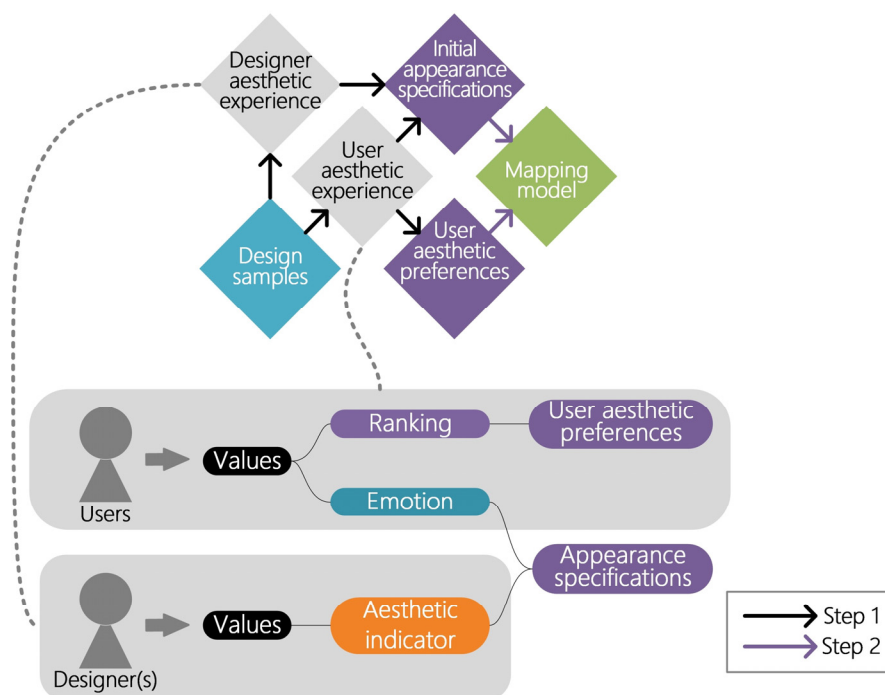 Designer
aesthetic
experience
Initial
appearance
specifications
User
aesthetic
experience
Mapping
model
Design
samples
User
aesthetic
preferences
Users
Values
Ranking
User aesthetic
preferences
Emotion
Appearance
specifications
Designer(s)
Values
Aesthetic
indicator
Step 1
Step 2